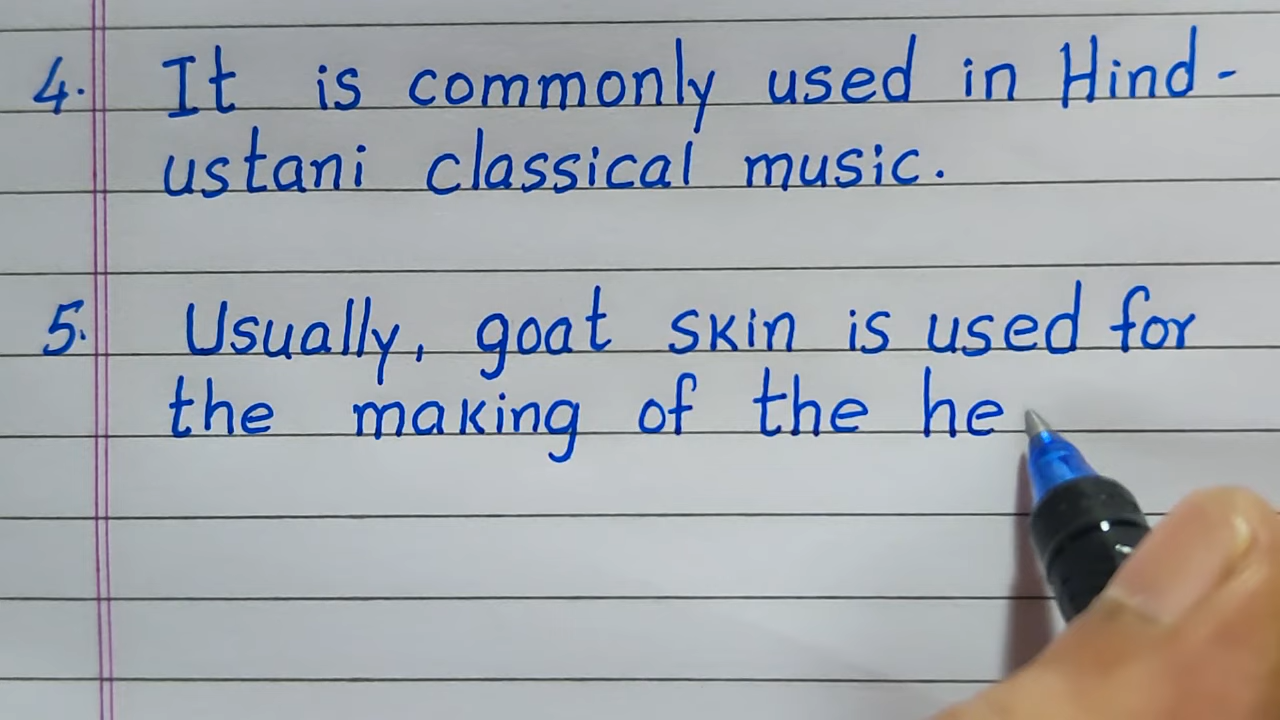 4. It is commonly used in Hind-
ustani classical music.
5. Usually, goat skin is used for
the making of the he